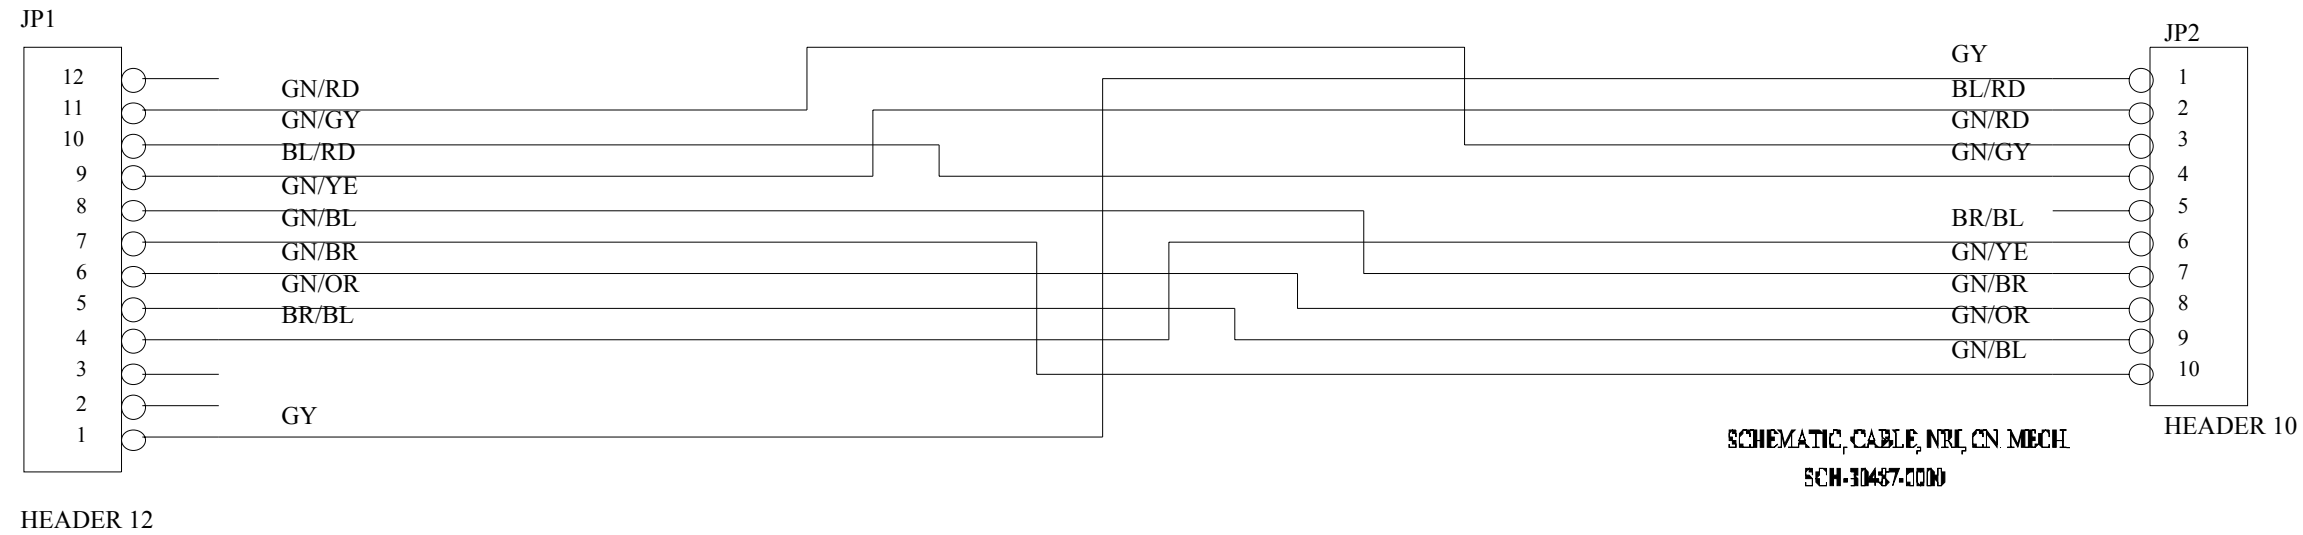 JP1
12
GN/RD
11
GN/GY
10
BL/RD
9
GN/YE
8
GN/BL
7
GN/BR
6
GN/OR
5
BR/BL
4
3
2
GY
1
HEADER 12
JP2
GY
1
BL/RD
2
GN/RD
3
GN/GY
4
5
BR/BL
6
GN/YE
7
GN/BR
8
GN/OR
9
GN/BL
10
HEADER 10
SCHEMATIC, CABLE, CN MECH.